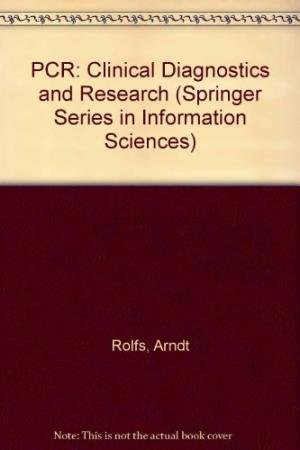 PCR: Clinical Diagnostics
and Research (Springer
Series in Information
Sciences)
Rolfs, Arndt
Note: This is not the actual book cover